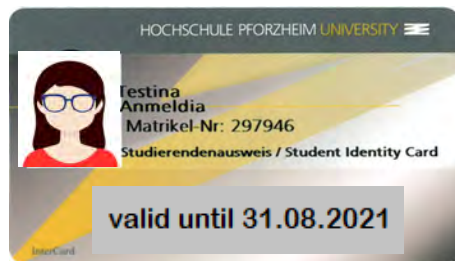 HOCHSCHULE PFORZHEIM UNIVERSITY
Testina
Anmeldia
Matrikel-Nr: 297946
Studierendenausweis / Student Identity Card
valid until 31.08.2021
InterCard